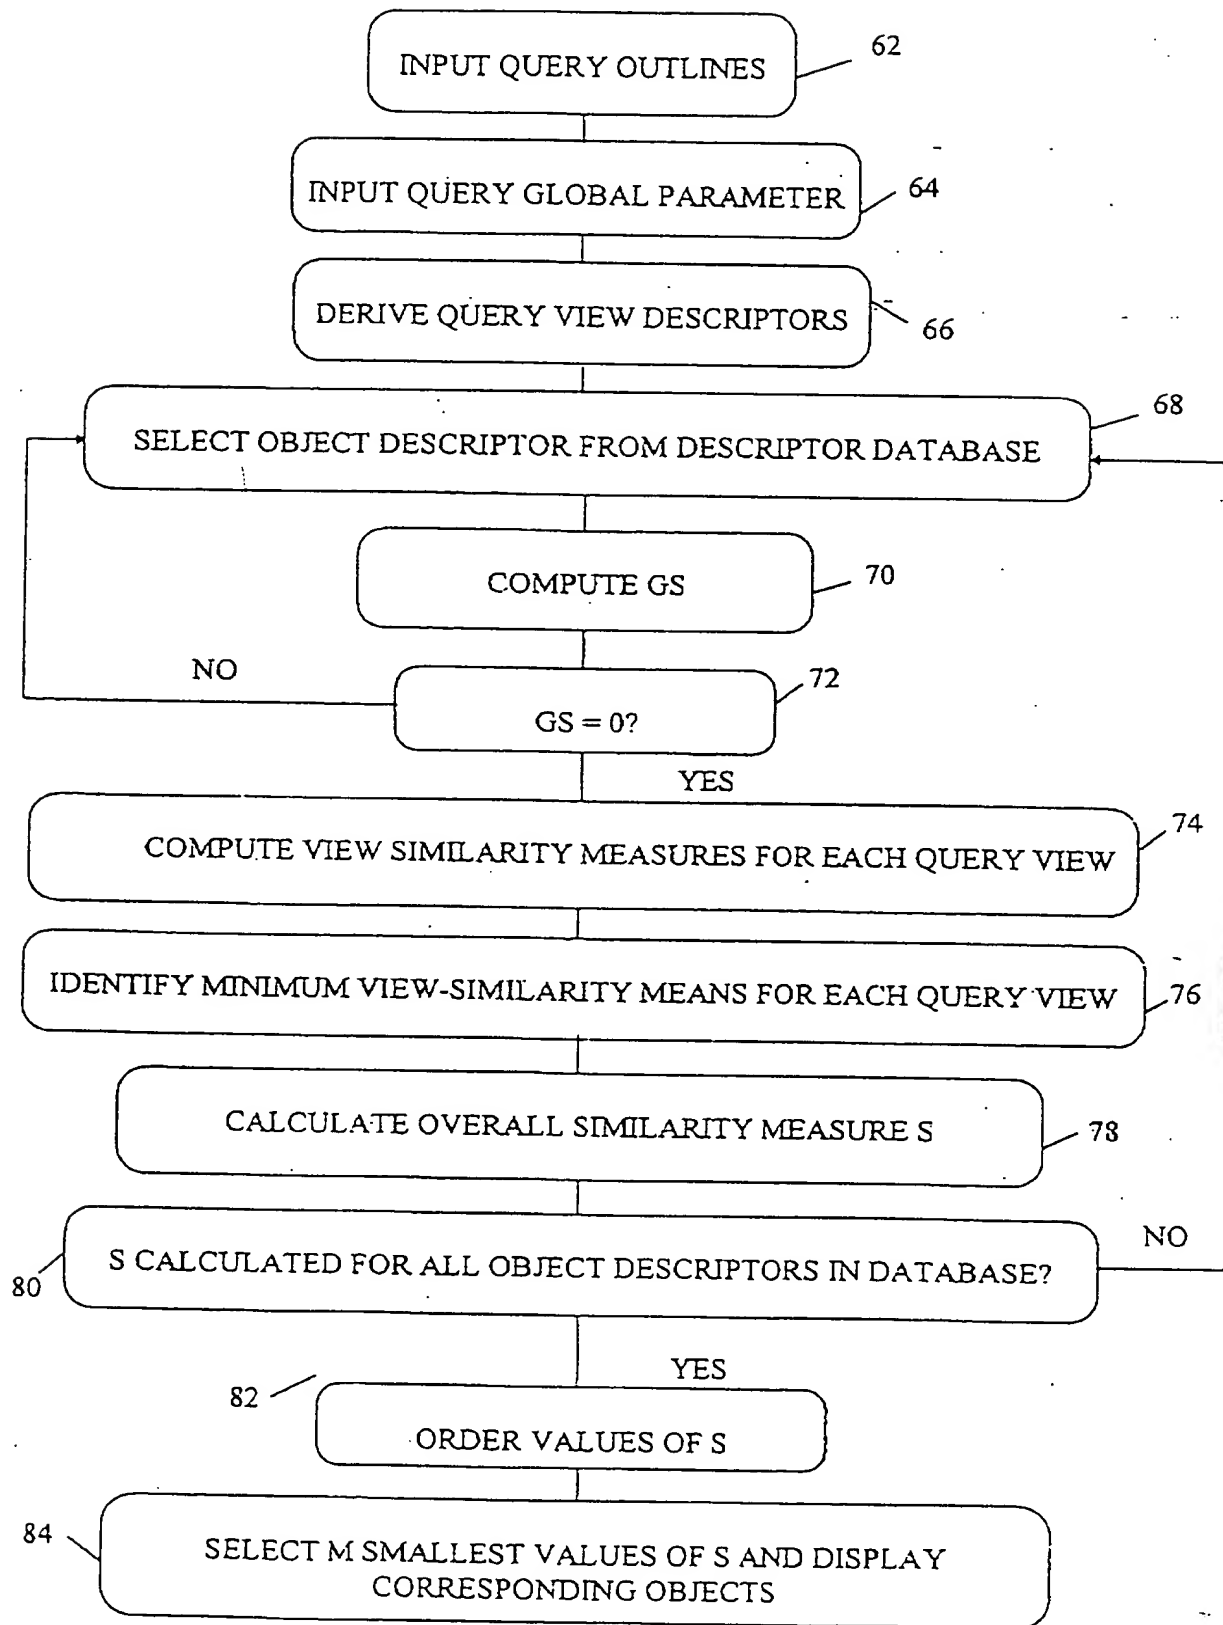 INPUT QUERY OUTLINES
62
INPUT QUERY GLOBAL PARAMETER
64
DERIVE QUERY VIEW DESCRIPTORS
66
SELECT OBJECT DESCRIPTOR FROM DESCRIPTOR DATABASE
68
COMPUTE GS
70
NO
GS = 0?
72
YES
COMPUTE VIEW SIMILARITY MEASURES FOR EACH QUERY VIEW
74
IDENTIFY MINIMUM VIEW-SIMILARITY MEANS FOR EACH QUERY VIEW
76
CALCULATE OVERALL SIMILARITY MEASURE S
78
S CALCULATED FOR ALL OBJECT DESCRIPTORS IN DATABASE?
NO
80
YES
82
ORDER VALUES OF S
84
SELECT M SMALLEST VALUES OF S AND DISPLAY
CORRESPONDING OBJECTS